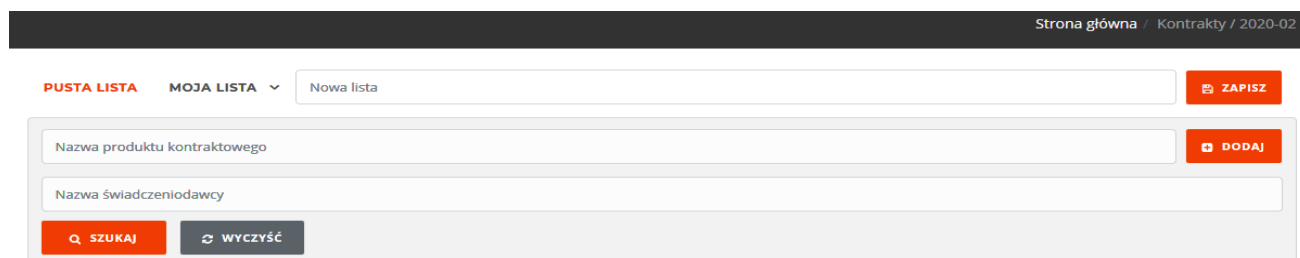 Strona główna / Kontrakty / 2020-02
PUSTA LISTA MOJA LISTA Nowa lista ZAPISZ
Nazwa produktu kontraktowego DODAJ
Nazwa świadczeniodawcy
SZUKAJ WYCZYŚĆ